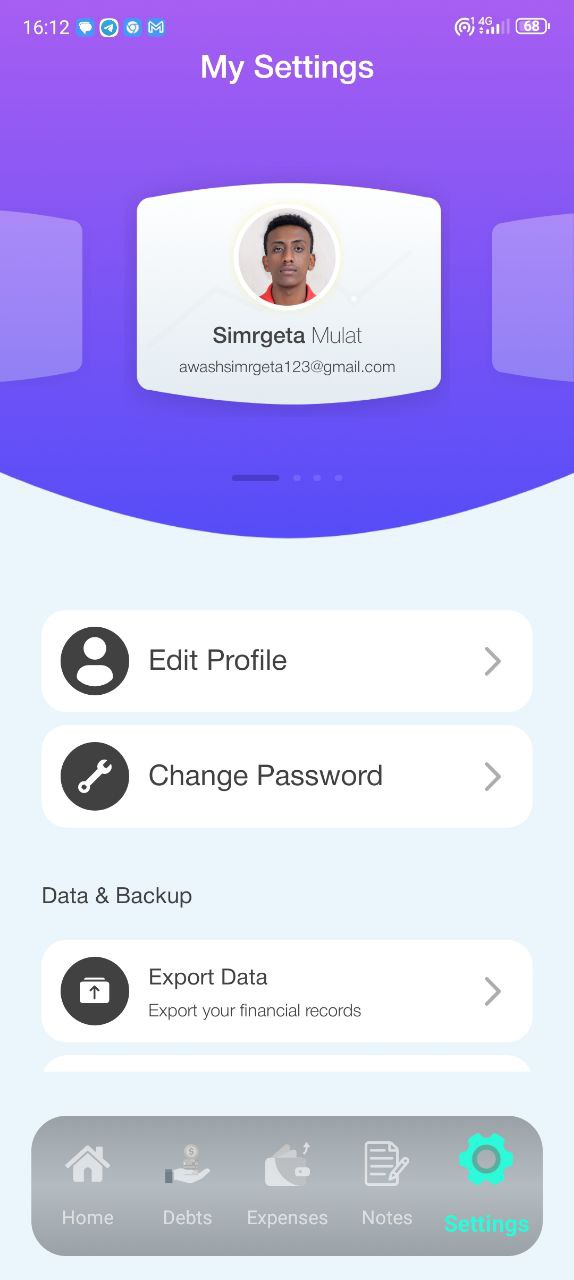 16:12
4G
68
My Settings
Simrgeta Mulat
awashsimrgeta123@gmail.com
Edit Profile
Change Password
Data & Backup
Export Data
Export your financial records
Home
Debts
Expenses
Notes
Settings